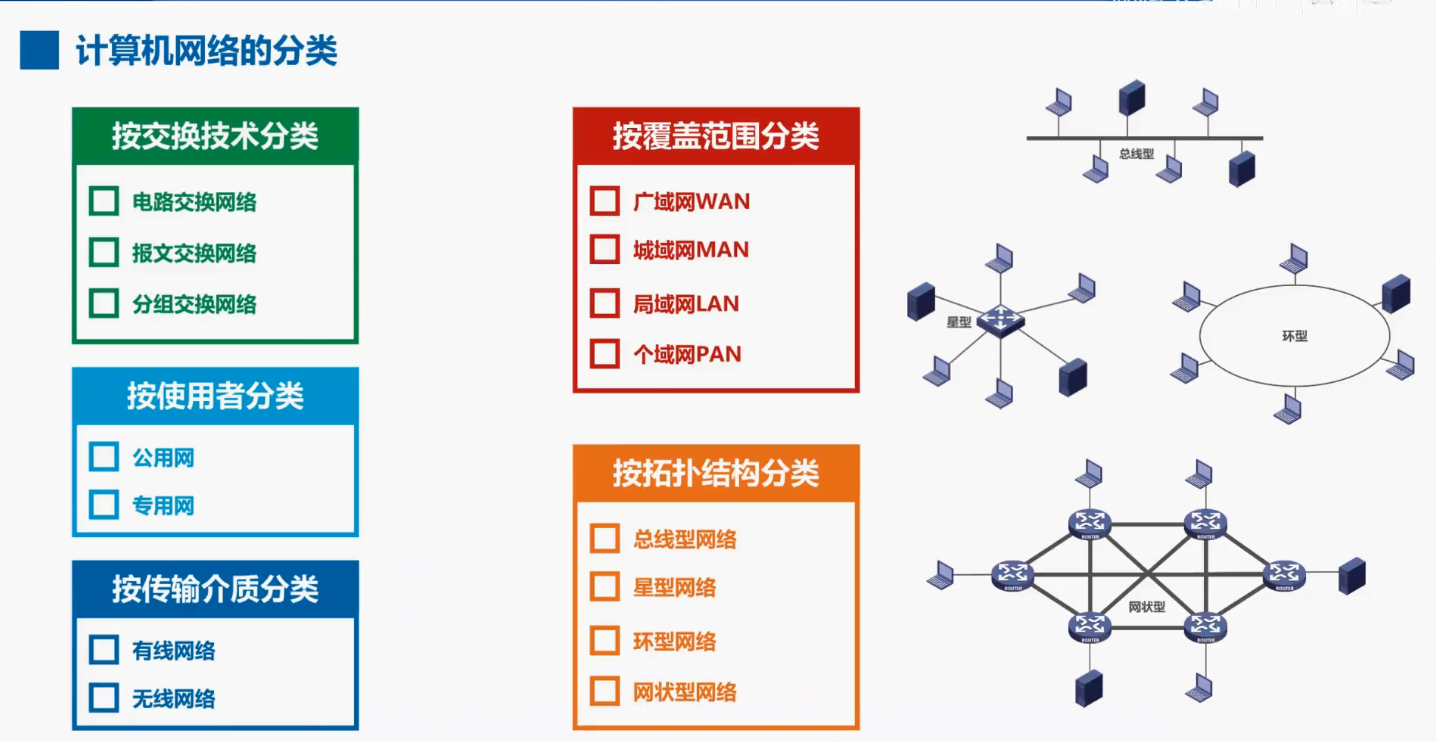 计算机网络的分类
按交换技术分类
电路交换网络
报文交换网络
分组交换网络
按使用者分类
公用网
专用网
按传输介质分类
有线网络
无线网络
按覆盖范围分类
广域网WAN
城域网MAN
局域网LAN
个域网PAN
按拓扑结构分类
总线型网络
星型网络
环型网络
网状型网络
总线型
星型
环型
ROUTER
ROUTER
ROUTER
ROUTER
网状型
ROUTER
ROUTER